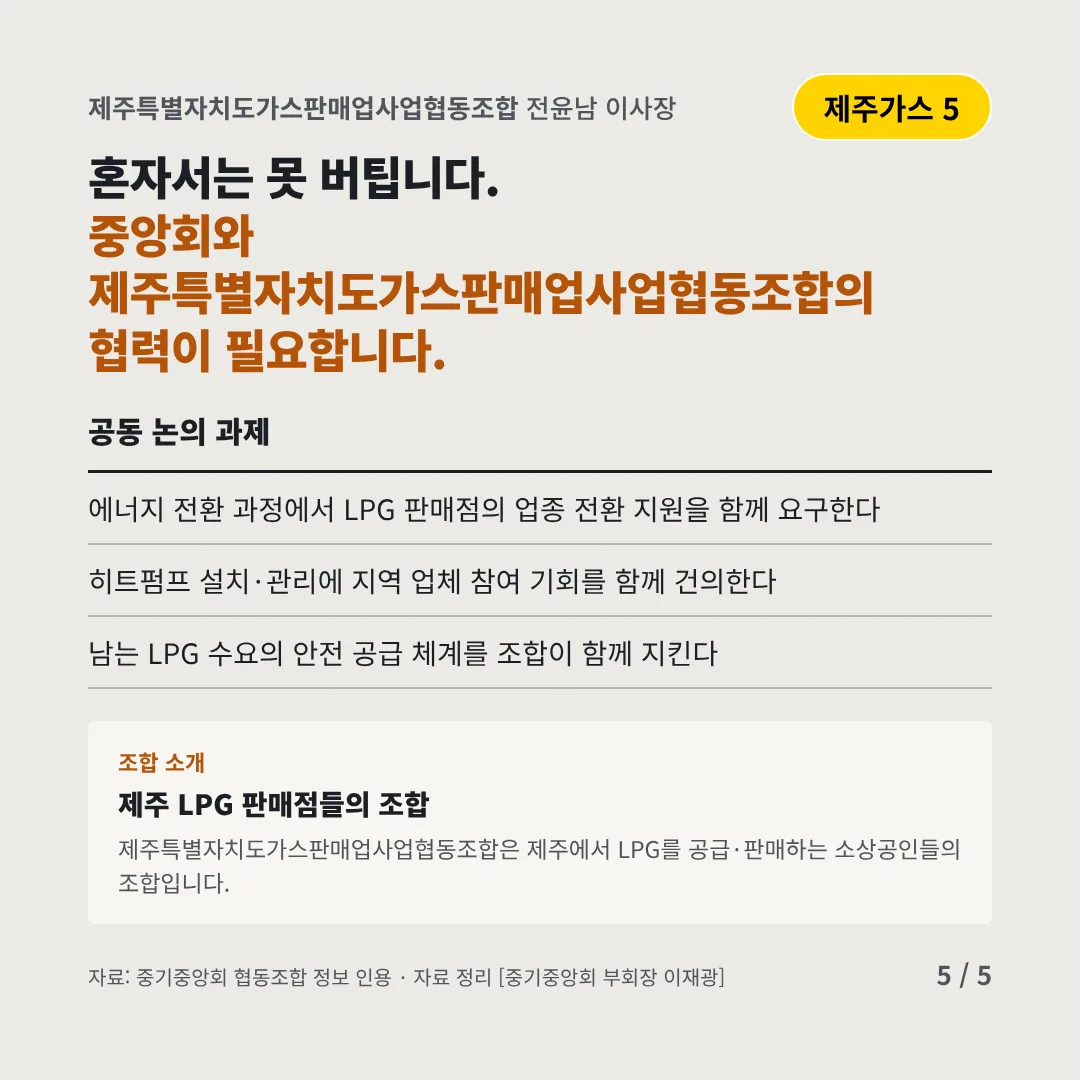 제주특별자치도가스판매업사업협동조합 전윤남 이사장
제주가스 5
혼자서는 못 버팁니다.
중앙회와
제주특별자치도가스판매업사업협동조합의
협력이 필요합니다.
공동 논의 과제
에너지 전환 과정에서 LPG 판매점의 업종 전환 지원을 함께 요구한다
히트펌프 설치·관리에 지역 업체 참여 기회를 함께 건의한다
남는 LPG 수요의 안전 공급 체계를 조합이 함께 지킨다
조합 소개
제주 LPG 판매점들의 조합
제주특별자치도가스판매업사업협동조합은 제주에서 LPG를 공급·판매하는 소상공인들의
조합입니다.
자료: 중기중앙회 협동조합 정보 인용 · 자료 정리 [중기중앙회 부회장 이재광]
5 / 5